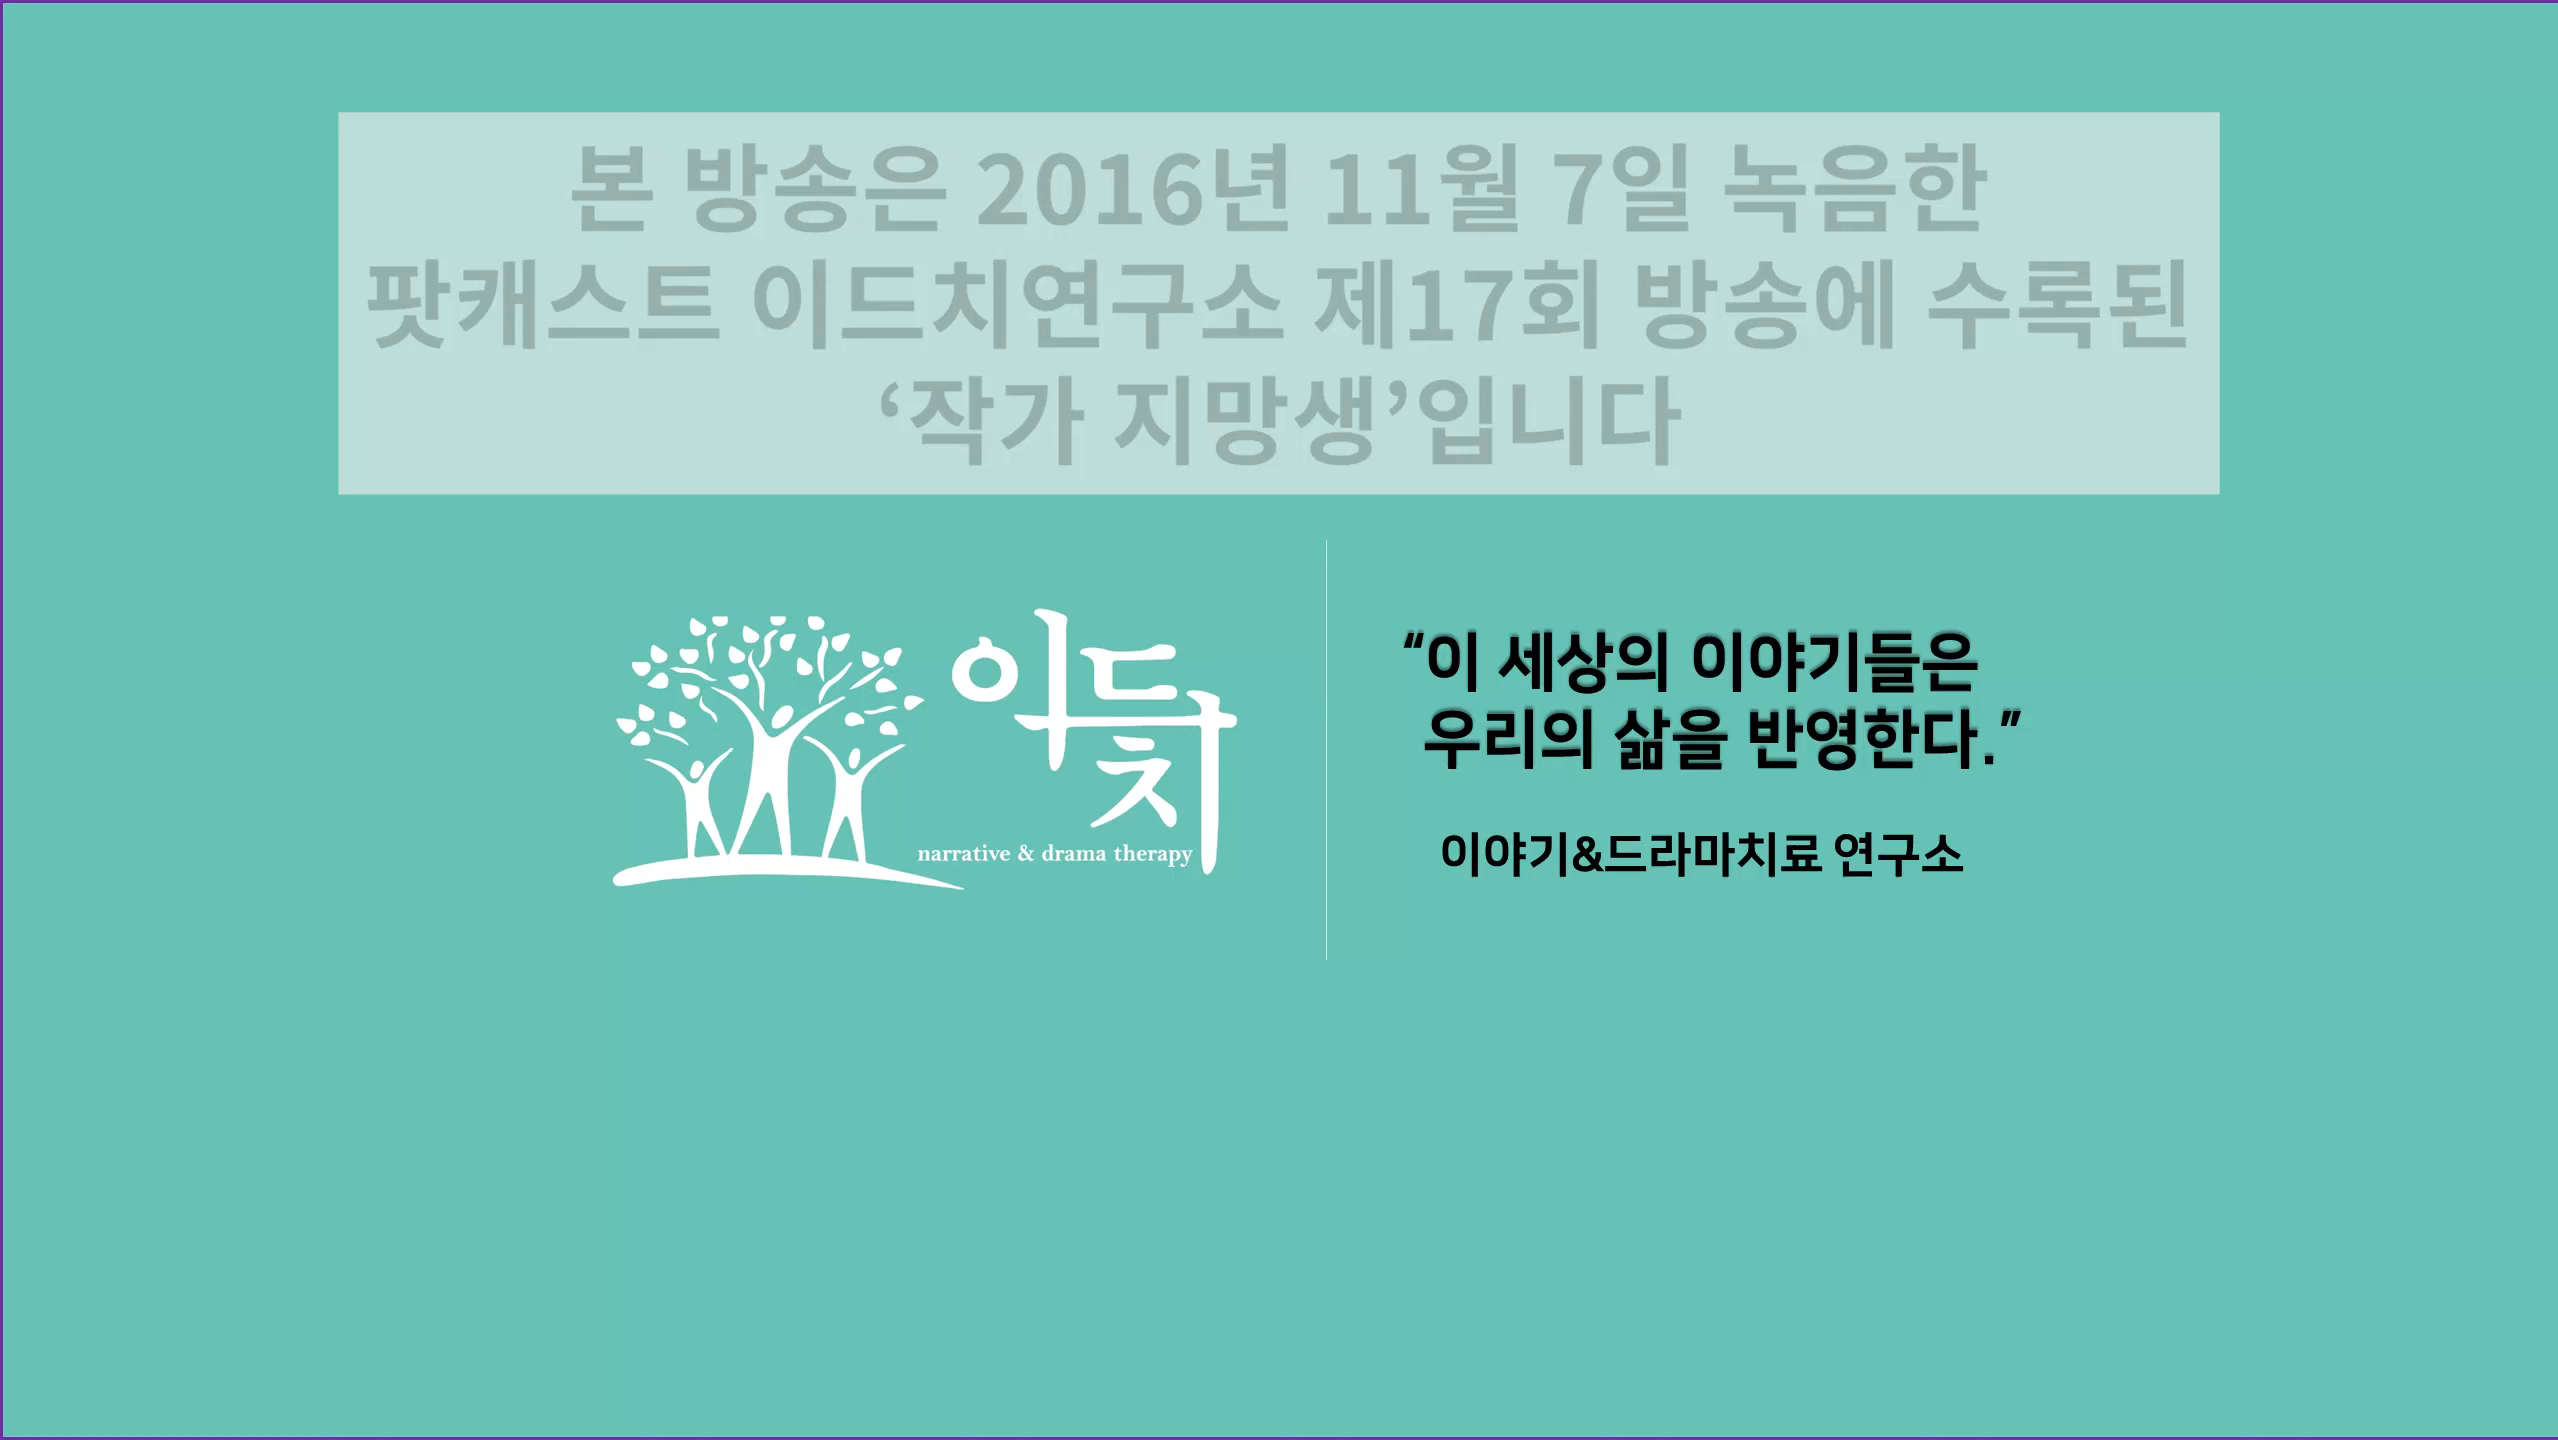 본 방송은 2016년 11월 7일 녹음한
팟캐스트 이드치연구소 제17회 방송에 수록된
‘작가 지망생’입니다
이드치
narrative & drama therapy
“이 세상의 이야기들은
우리의 삶을 반영한다.”
이야기&드라마치료 연구소